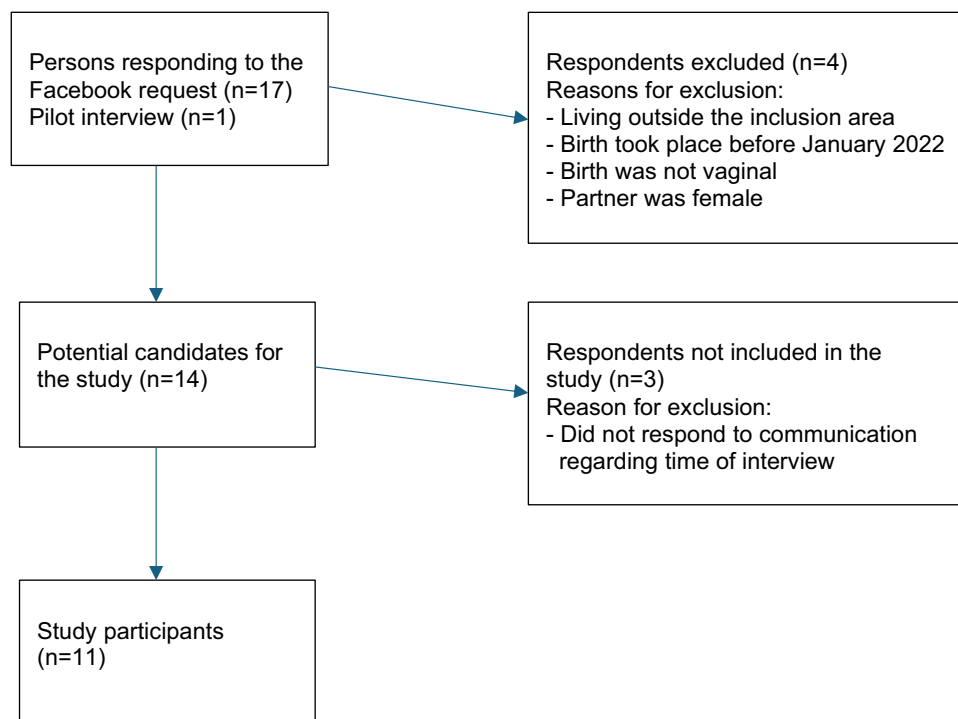 Persons responding to the
Facebook request (n=17)
Pilot interview (n=1)
Respondents excluded (n=4)
Reasons for exclusion:
- Living outside the inclusion area
- Birth took place before January 2022
- Birth was not vaginal
- Partner was female
Potential candidates for
the study (n=14)
Respondents not included in the
study (n=3)
Reason for exclusion:
- Did not respond to communication
regarding time of interview
Study participants
(n=11)